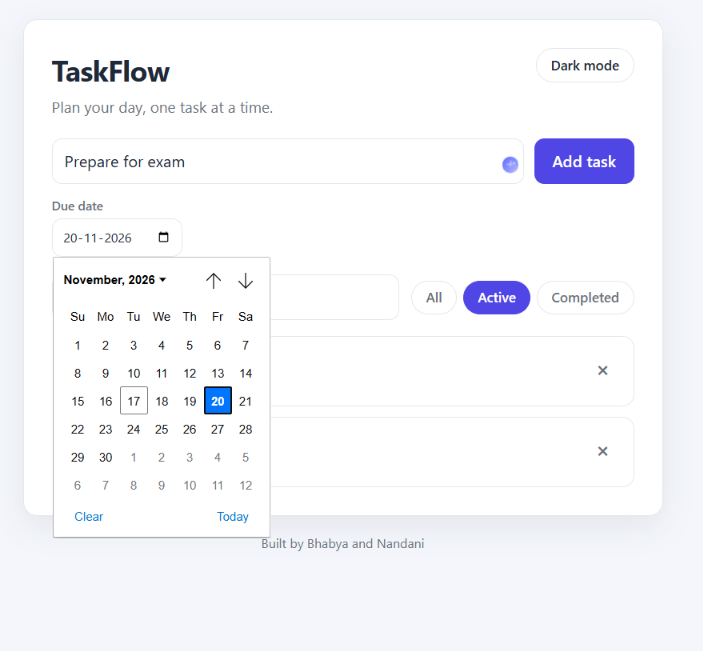 TaskFlow
Dark mode
Plan your day, one task at a time.
Prepare for exam
Add task
Due date
20-11-2026
November, 2026
All Active Completed
Su Mo Tu We Th Fr Sa
1 2 3 4 5 6 7
8 9 10 11 12 13 14
15 16 17 18 19 20 21
22 23 24 25 26 27 28
29 30 1 2 3 4 5
6 7 8 9 10 11 12
Clear Today
Built by Bhabya and Nandani